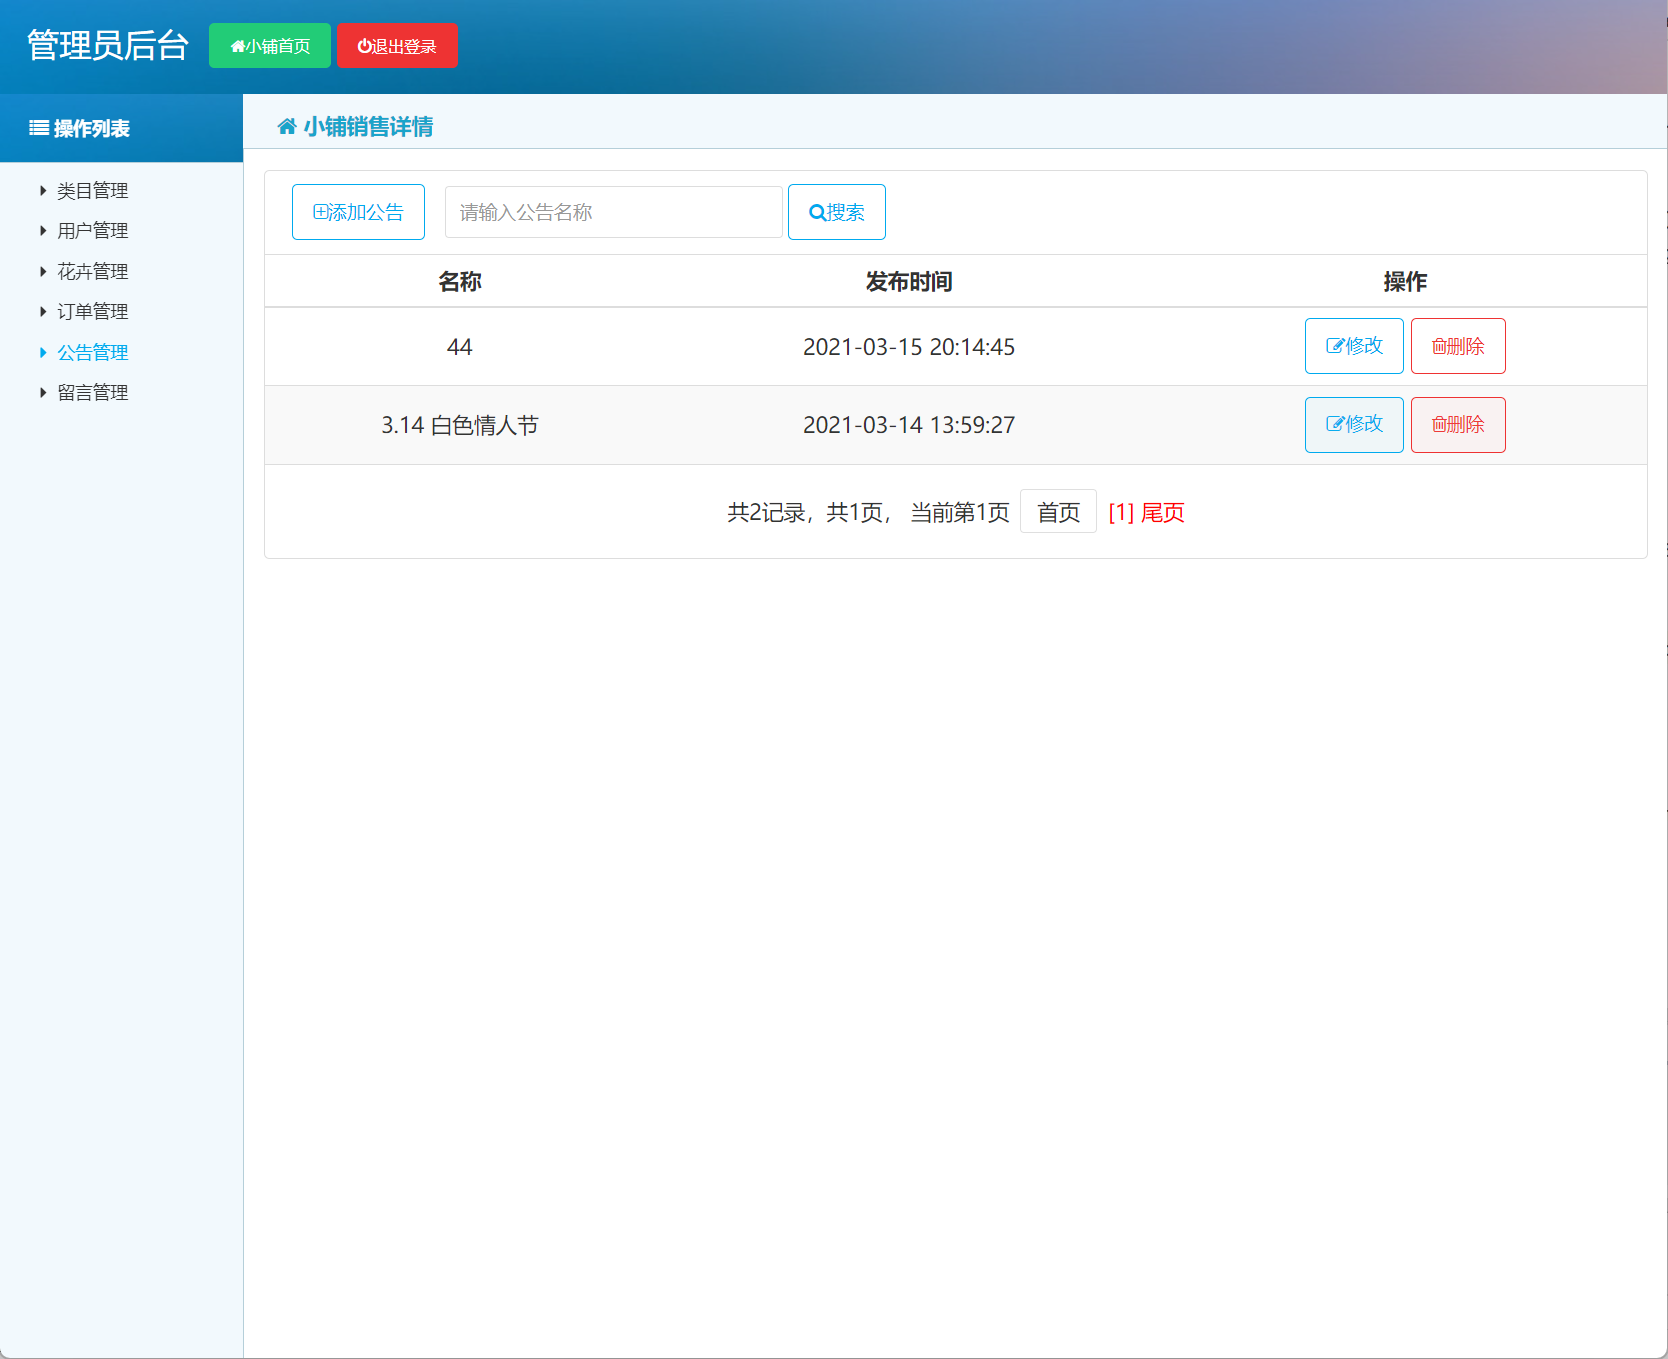 管理员后台 小铺首页 退出登录
操作列表
类目管理
用户管理
花卉管理
订单管理
公告管理
留言管理
小铺销售详情
添加公告 请输入公告名称 搜索
名称 发布时间 操作
44 2021-03-15 20:14:45 修改 删除
3.14 白色情人节 2021-03-14 13:59:27 修改 删除
共2记录，共1页， 当前第1页 首页 [1] 尾页